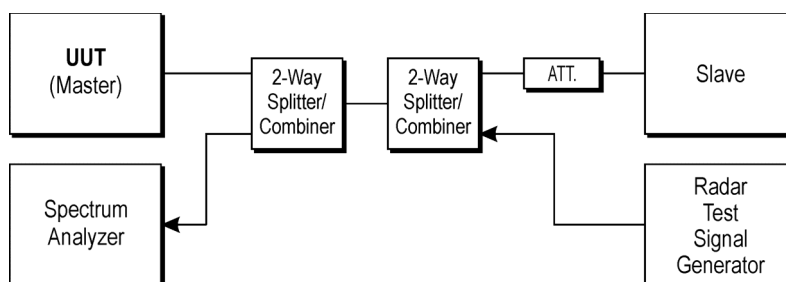 UUT
(Master)
2-Way
Splitter/
Combiner
2-Way
Splitter/
Combiner
ATT.
Slave
Spectrum
Analyzer
Radar
Test
Signal
Generator